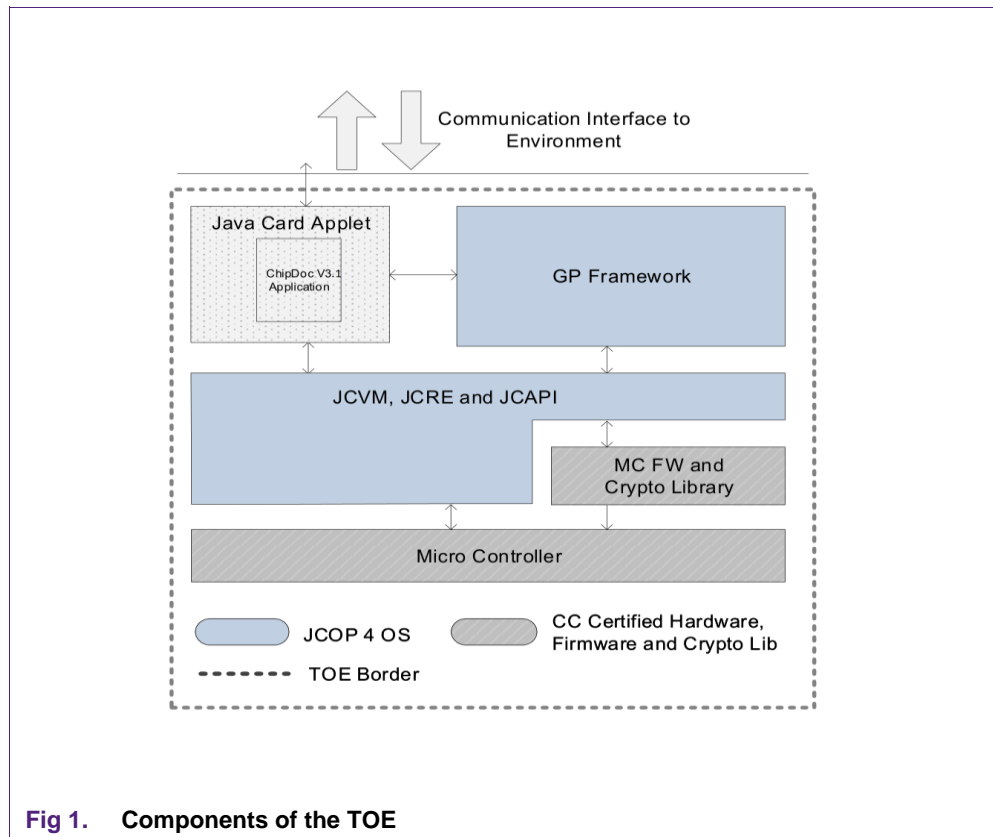 Communication Interface to
Environment
Java Card Applet
ChipDoc V3.1
Application
GP Framework
JCVM, JCRE and JCAPI
MC FW and
Crypto Library
Micro Controller
JCOP 4 OS
CC Certified Hardware,
Firmware and Crypto Lib
TOE Border
Fig 1. Components of the TOE